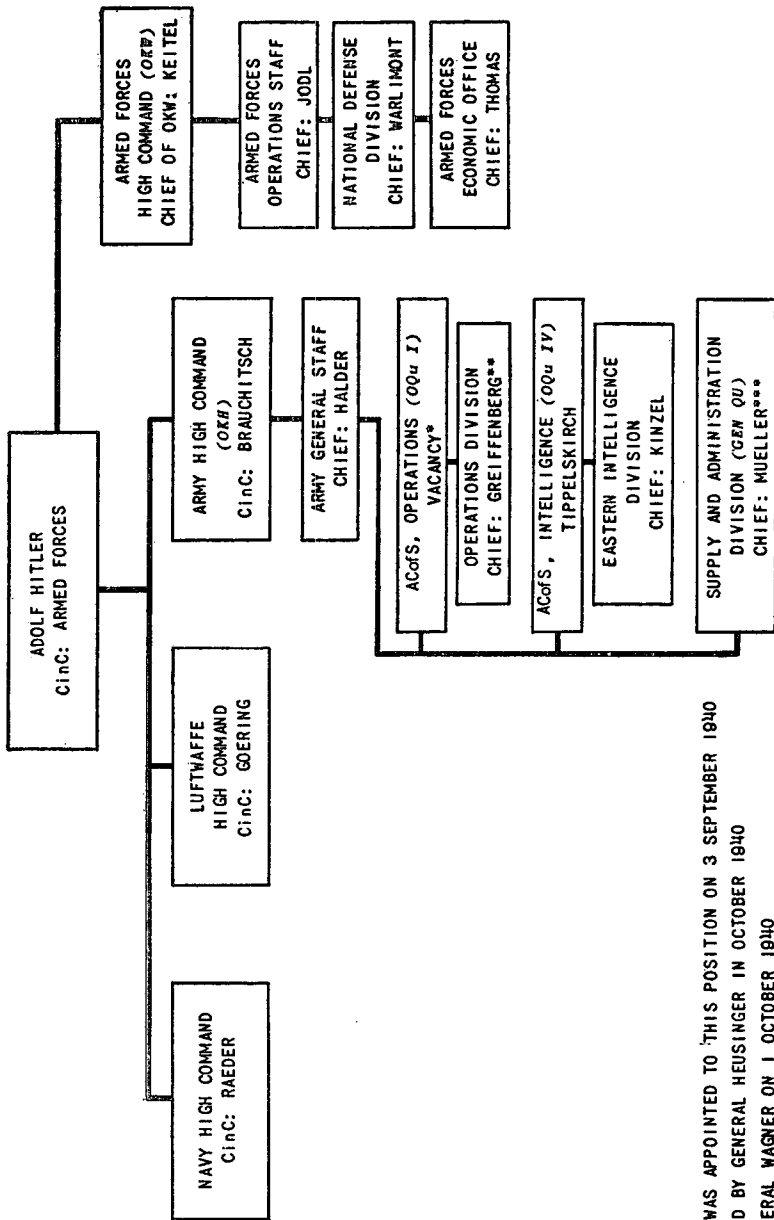 ADOLF HITLER
CinC: ARMED FORCES
ARMED FORCES
HIGH COMMAND (OKW)
CHIEF OF OKW: KEITEL
NAVY HIGH COMMAND
CinC: RAEDER
LUFTWAFFE
HIGH COMMAND
CinC: GOERING
ARMY HIGH COMMAND
(OKH)
CinC: BRAUCHITSCH
ARMED FORCES
OPERATIONS STAFF
CHIEF: JODL
ARMY GENERAL STAFF
CHIEF: HALDER
NATIONAL DEFENSE
DIVISION
CHIEF: WARLIMONT
ACofS, OPERATIONS (OQu I)
VACANCY*
ARMED FORCES
ECONOMIC OFFICE
CHIEF: THOMAS
OPERATIONS DIVISION
CHIEF: GREIFFENBERG**
ACofS, INTELLIGENCE (OQu IV)
TIPPELSKIRCH
EASTERN INTELLIGENCE
DIVISION
CHIEF: KINZEL
SUPPLY AND ADMINISTRATION
DIVISION (GEN QU)
CHIEF: MUELLER***
WAS APPOINTED TO THIS POSITION ON 3 SEPTEMBER 1940
D BY GENERAL HEUSINGER IN OCTOBER 1940
ERAL WAGNER ON 1 OCTOBER 1940